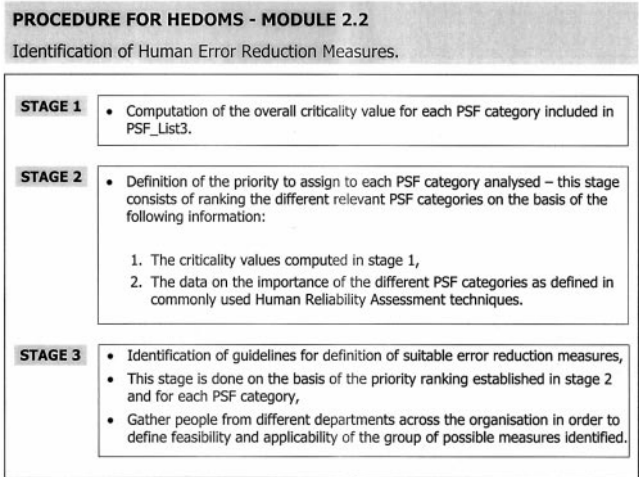 PROCEDURE FOR HEDOMS - MODULE 2.2
Identification of Human Error Reduction Measures.
STAGE 1
• Computation of the overall criticality value for each PSF category included in
PSF_List3.
STAGE 2
• Definition of the priority to assign to each PSF category analysed – this stage
consists of ranking the different relevant PSF categories on the basis of the
following information:
1. The criticality values computed in stage 1,
2. The data on the importance of the different PSF categories as defined in
commonly used Human Reliability Assessment techniques.
STAGE 3
• Identification of guidelines for definition of suitable error reduction measures,
• This stage is done on the basis of the priority ranking established in stage 2
and for each PSF category,
• Gather people from different departments across the organisation in order to
define feasibility and applicability of the group of possible measures identified.